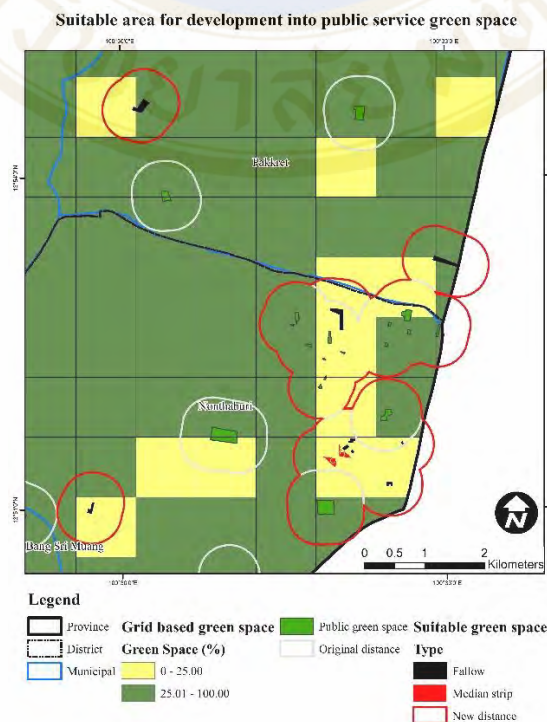 Suitable area for development into public service green space
Pakkret
Nonthaburi
Bang Sri Muang
N
0 0.5 1 2
Kilometers
Legend
Province
District
Municipal
Grid based green space
Green Space (%)
0 - 25.00
25.01 - 100.00
Public green space
Original distance
Suitable green space
Type
Fallow
Median strip
New distance